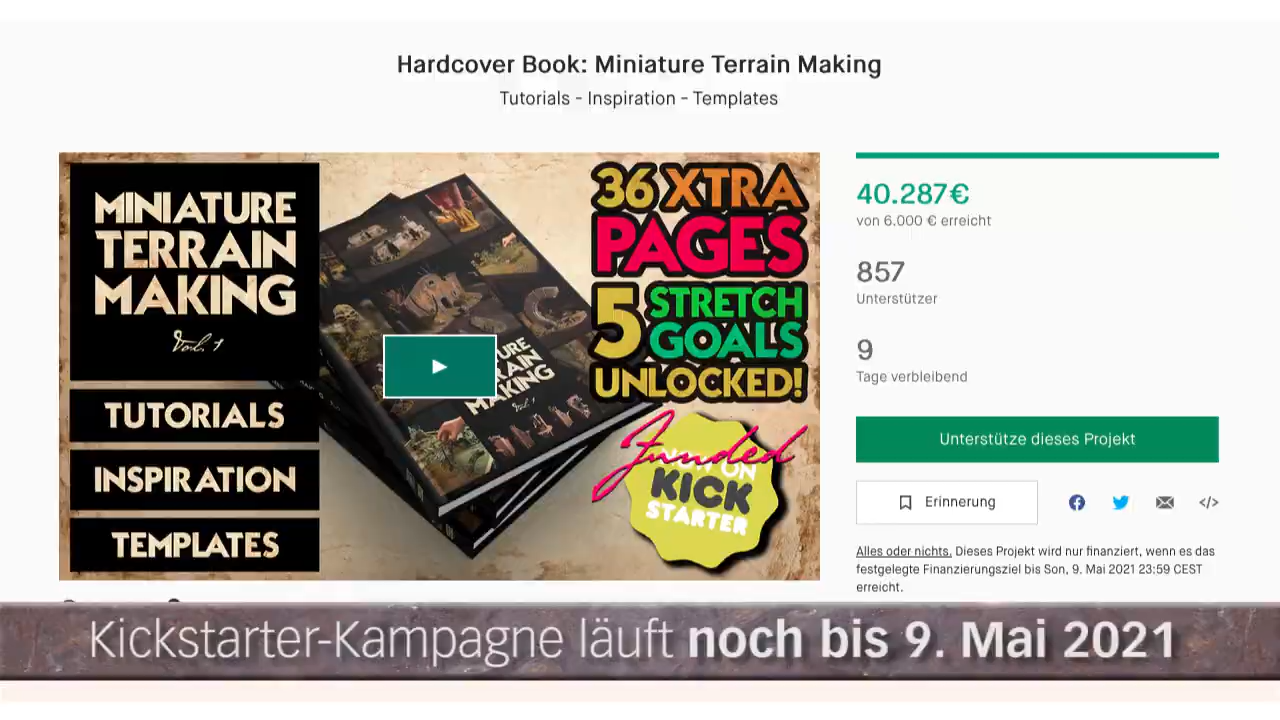 Hardcover Book: Miniature Terrain Making
Tutorials - Inspiration - Templates
MINIATURE
TERRAIN
MAKING
Vol. 1
TUTORIALS
INSPIRATION
TEMPLATES
36 XTRA
PAGES
5 STRETCH
GOALS
UNLOCKED!
Funded
ON
KICK
STARTER
40.287€
von 6.000 € erreicht
857
Unterstützer
9
Tage verbleibend
Unterstütze dieses Projekt
Erinnerung
Alles oder nichts. Dieses Projekt wird nur finanziert, wenn es das
festgelegte Finanzierungsziel bis Son, 9. Mai 2021 23:59 CEST
erreicht.
Kickstarter-Kampagne läuft noch bis 9. Mai 2021